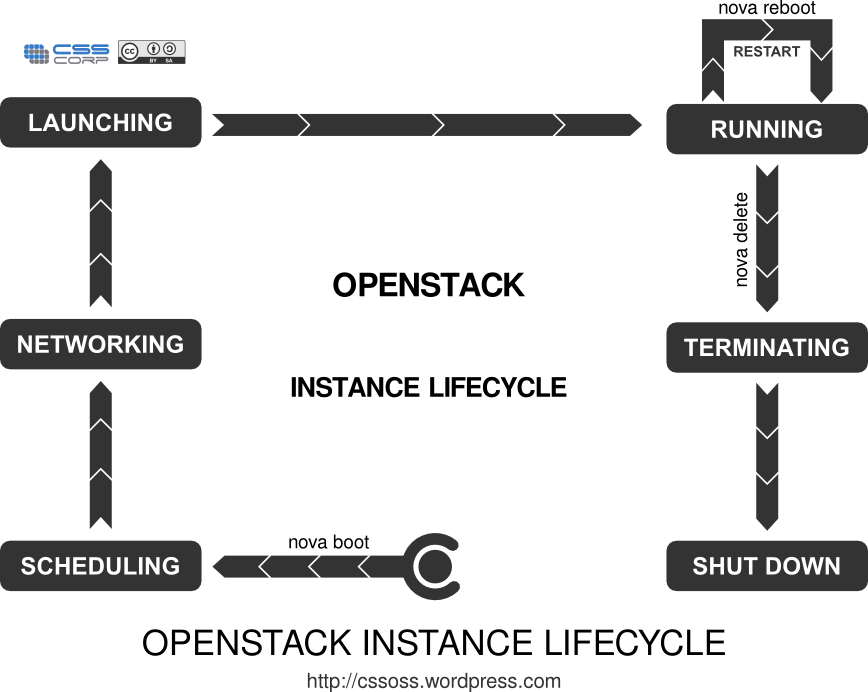 nova reboot
CSS
CORP
cc
BY SA
RESTART
LAUNCHING
RUNNING
nova delete
OPENSTACK
NETWORKING
TERMINATING
INSTANCE LIFECYCLE
nova boot
SCHEDULING
SHUT DOWN
OPENSTACK INSTANCE LIFECYCLE
http://cssoss.wordpress.com